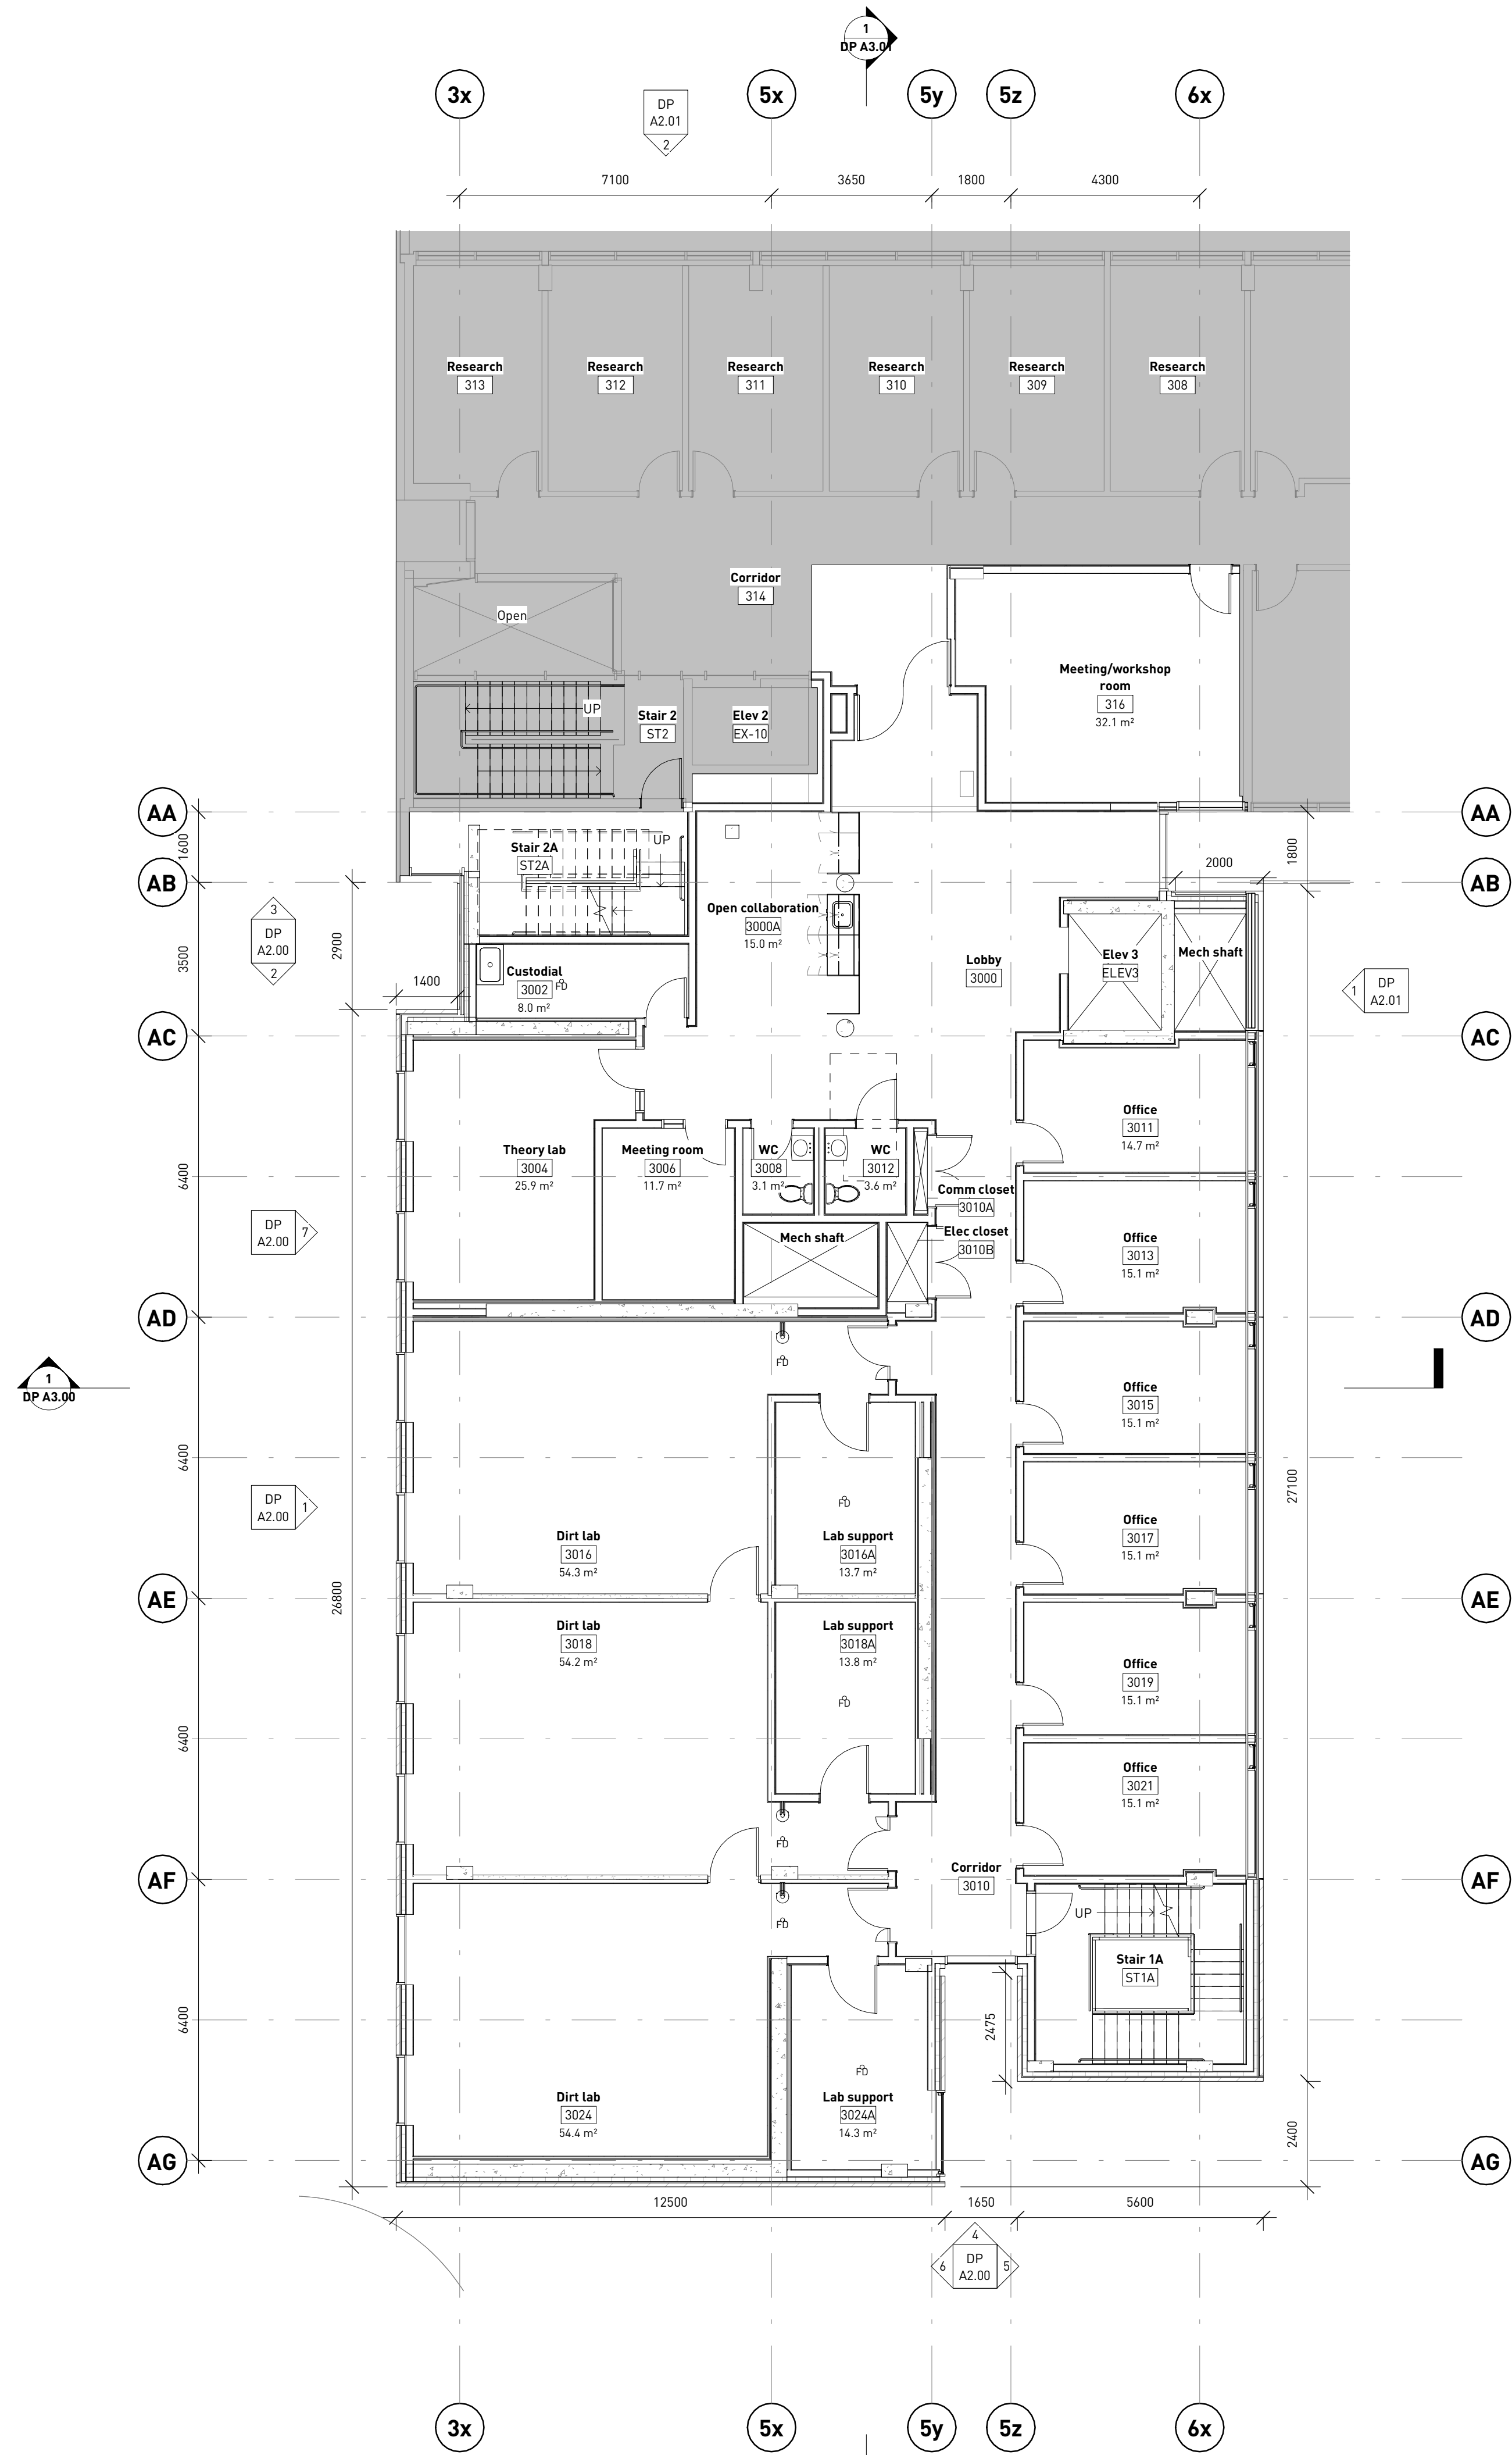 1
DP A3.01
3x
5x
5y
5z
6x
DP
A2.01
2
7100
3650
1800
4300
Research
313
Research
312
Research
311
Research
310
Research
309
Research
308
Corridor
314
Open
Meeting/workshop
room
316
32.1 m²
UP
Stair 2
ST2
Elev 2
EX-10
AA
AA
1600
Stair 2A
ST2A
UP
1800
2000
AB
AB
3
DP
A2.00
2
3500
2900
Open collaboration
3000A
15.0 m²
Lobby
3000
Elev 3
ELEV3
Mech shaft
1400
Custodial
3002
FD
8.0 m²
1
DP
A2.01
AC
AC
Theory lab
3004
25.9 m²
Meeting room
3006
11.7 m²
WC
3008
3.1 m²
WC
3012
3.6 m²
Office
3011
14.7 m²
6400
Comm closet
3010A
DP
A2.00
7
Mech shaft
Elec closet
3010B
Office
3013
15.1 m²
AD
AD
FD
1
DP A3.00
Office
3015
15.1 m²
6400
27100
DP
A2.00
1
FD
Dirt lab
3016
54.3 m²
Lab support
3016A
13.7 m²
Office
3017
15.1 m²
26800
AE
AE
Dirt lab
3018
54.2 m²
Lab support
3018A
13.8 m²
FD
Office
3019
15.1 m²
6400
Office
3021
15.1 m²
FD
AF
AF
Corridor
3010
FD
UP
Stair 1A
ST1A
6400
2475
FD
Dirt lab
3024
54.4 m²
Lab support
3024A
14.3 m²
2400
AG
AG
12500
1650
5600
4
6
DP
A2.00
5
3x
5x
5y
5z
6x